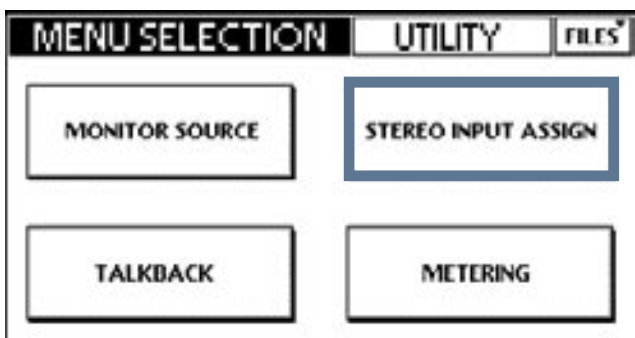 MENU SELECTION UTILITY FILES
MONITOR SOURCE STEREO INPUT ASSIGN
TALKBACK METERING